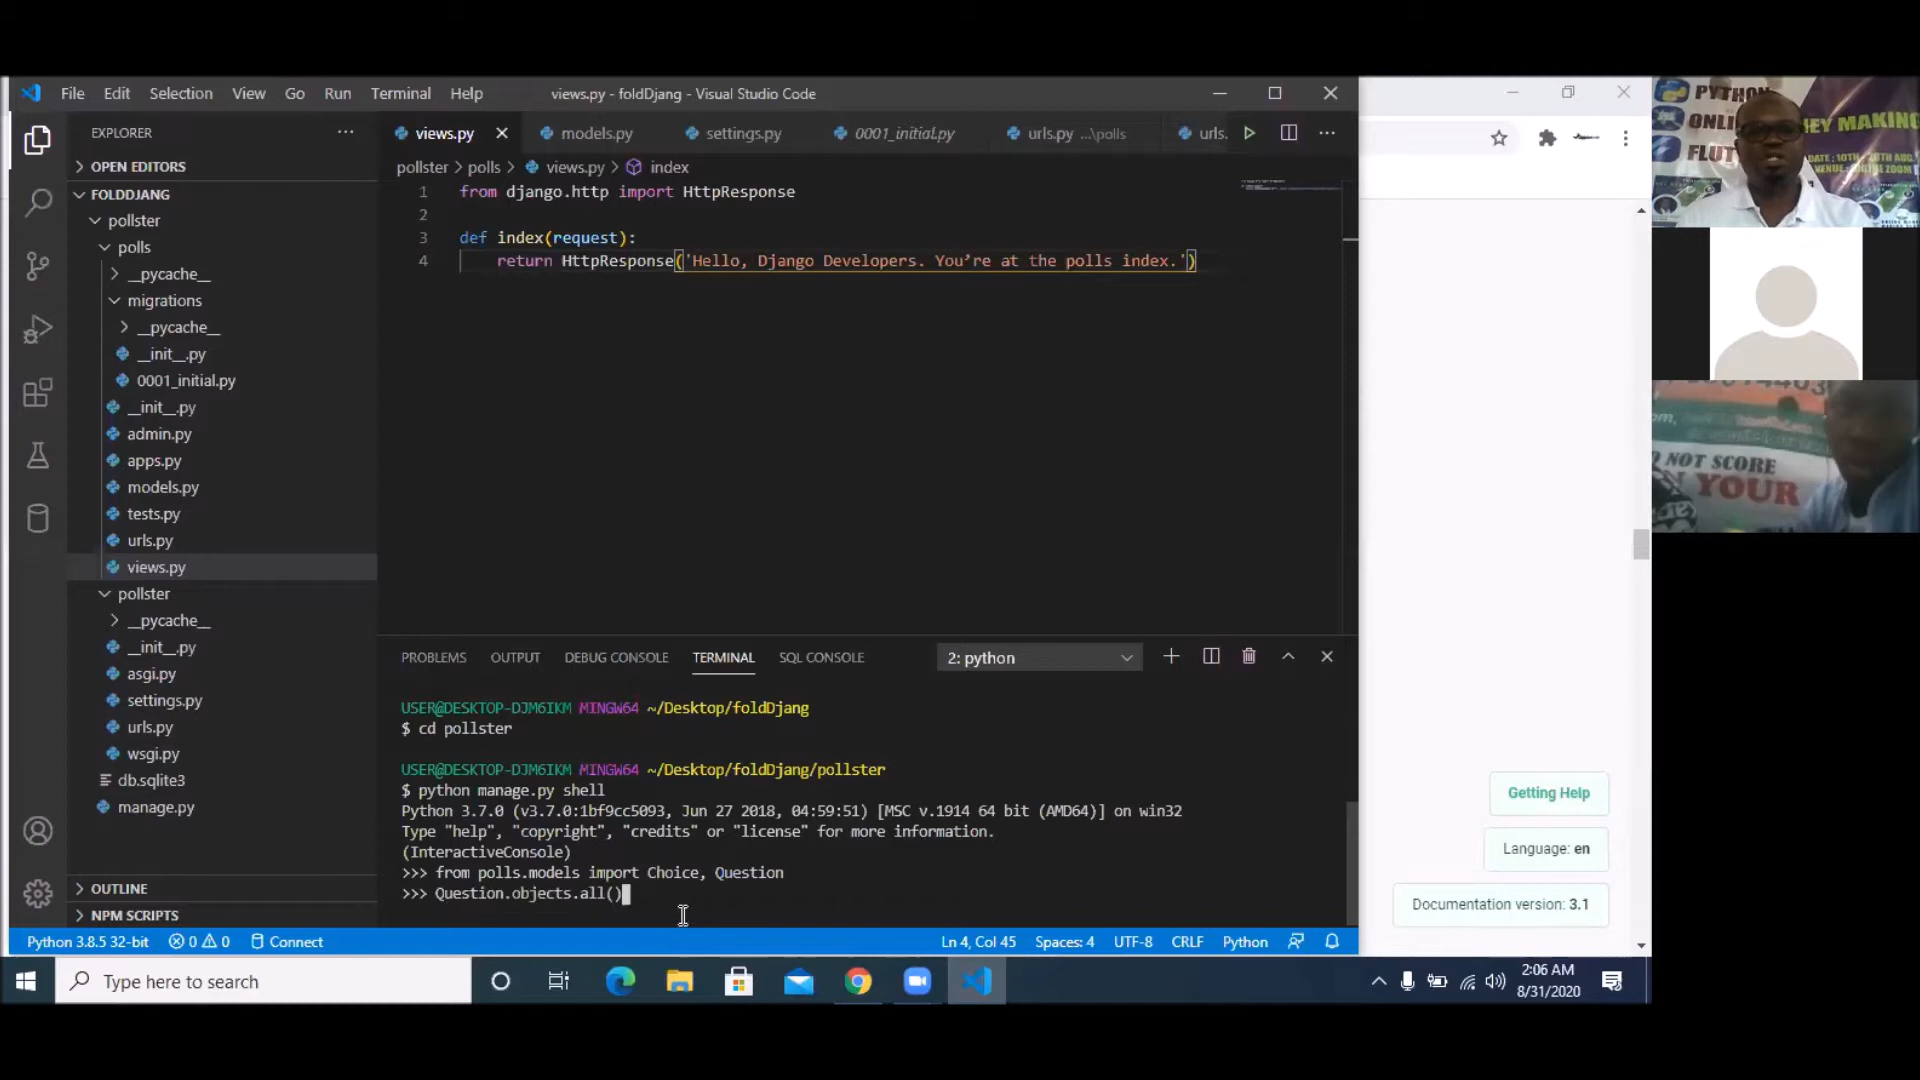 File Edit Selection View Go Run Terminal Help
views.py - foldDjang - Visual Studio Code
EXPLORER
views.py models.py settings.py 0001_initial.py urls.py ...\polls urls.
OPEN EDITORS
pollster > polls > views.py > index
FOLDDJANG
pollster
polls
__pycache__
migrations
__pycache__
__init__.py
0001_initial.py
__init__.py
admin.py
apps.py
models.py
tests.py
urls.py
views.py
pollster
__pycache__
__init__.py
asgi.py
settings.py
urls.py
wsgi.py
db.sqlite3
manage.py
OUTLINE
NPM SCRIPTS
1 from django.http import HttpResponse
2
3 def index(request):
4 return HttpResponse('Hello, Django Developers. You’re at the polls index.')
PROBLEMS OUTPUT DEBUG CONSOLE TERMINAL SQL CONSOLE 2: python
USER@DESKTOP-DJM6IKM MINGW64 ~/Desktop/foldDjang
$ cd pollster
USER@DESKTOP-DJM6IKM MINGW64 ~/Desktop/foldDjang/pollster
$ python manage.py shell
Python 3.7.0 (v3.7.0:1bf9cc5093, Jun 27 2018, 04:59:51) [MSC v.1914 64 bit (AMD64)] on win32
Type "help", "copyright", "credits" or "license" for more information.
(InteractiveConsole)
>>> from polls.models import Choice, Question
>>> Question.objects.all()
Python 3.8.5 32-bit 0 0 Connect Ln 4, Col 45 Spaces: 4 UTF-8 CRLF Python
Type here to search
2:06 AM
8/31/2020
Getting Help
Language: en
Documentation version: 3.1
PYTHON
ONLI EY MAKING
FLUT
VENUE:
NOT SCORE
YOUR